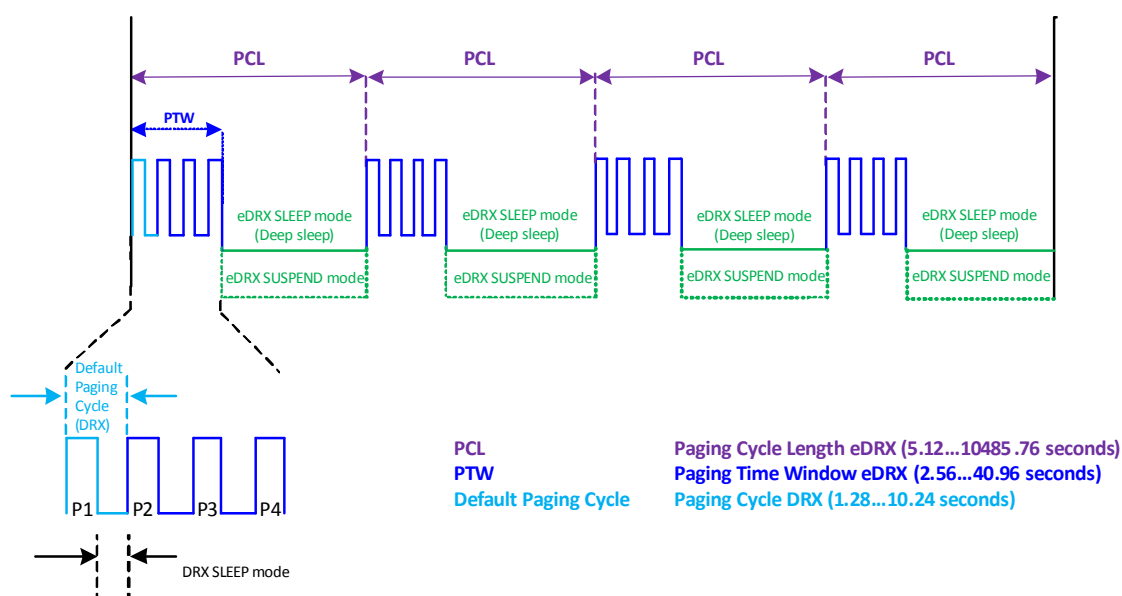 PCL PCL PCL PCL
PTW
eDRX SLEEP mode
(Deep sleep)
eDRX SLEEP mode
(Deep sleep)
eDRX SLEEP mode
(Deep sleep)
eDRX SLEEP mode
(Deep sleep)
eDRX SUSPEND mode
eDRX SUSPEND mode
eDRX SUSPEND mode
eDRX SUSPEND mode
Default
Paging
Cycle
(DRX)
P1 P2 P3 P4
DRX SLEEP mode
PCL Paging Cycle Length eDRX (5.12...10485.76 seconds)
PTW Paging Time Window eDRX (2.56...40.96 seconds)
Default Paging Cycle Paging Cycle DRX (1.28...10.24 seconds)